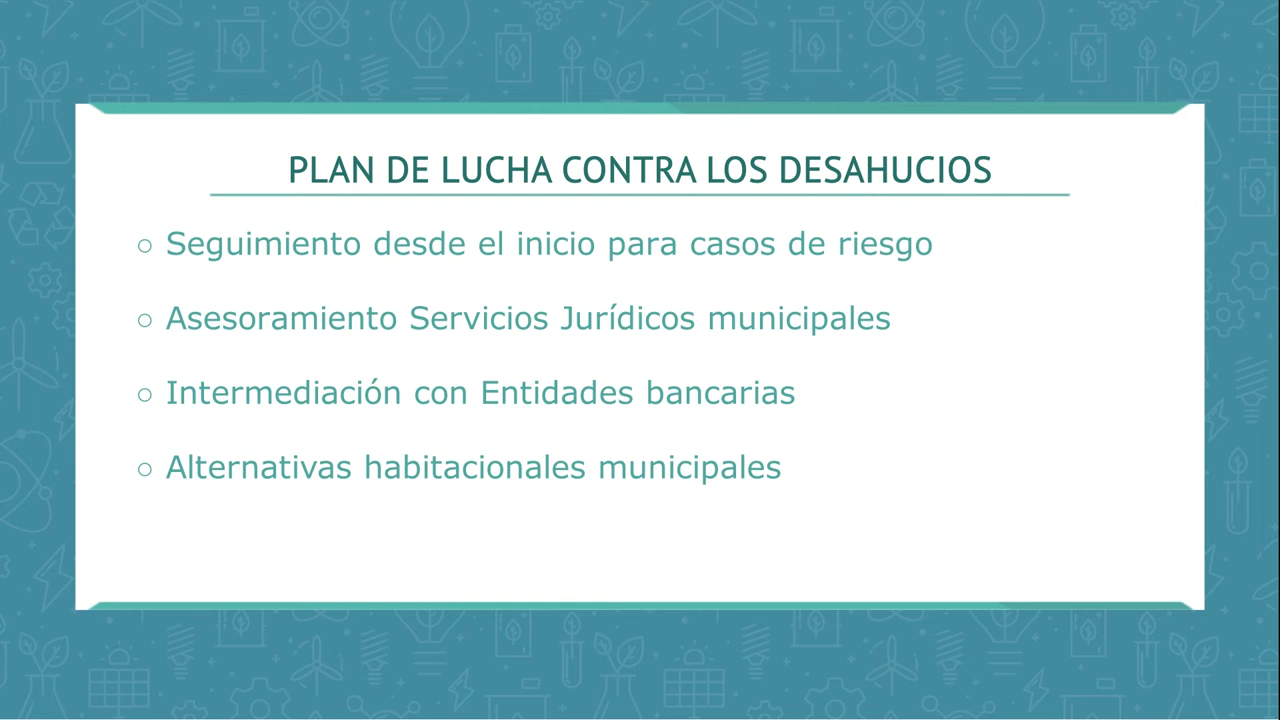 PLAN DE LUCHA CONTRA LOS DESAHUCIOS
○ Seguimiento desde el inicio para casos de riesgo
○ Asesoramiento Servicios Jurídicos municipales
○ Intermediación con Entidades bancarias
○ Alternativas habitacionales municipales